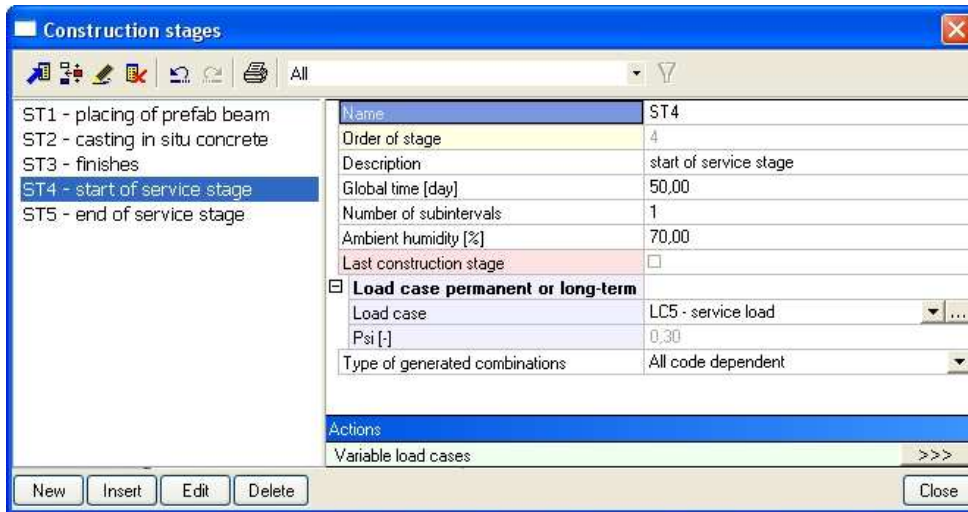 Construction stages
All
ST1 - placing of prefab beam
ST2 - casting in situ concrete
ST3 - finishes
ST4 - start of service stage
ST5 - end of service stage
Name ST4
Order of stage 4
Description start of service stage
Global time [day] 50,00
Number of subintervals 1
Ambient humidity [%] 70,00
Last construction stage
Load case permanent or long-term
Load case LC5 - service load ...
Psi [-] 0,30
Type of generated combinations All code dependent
Actions
Variable load cases >>>
New Insert Edit Delete Close